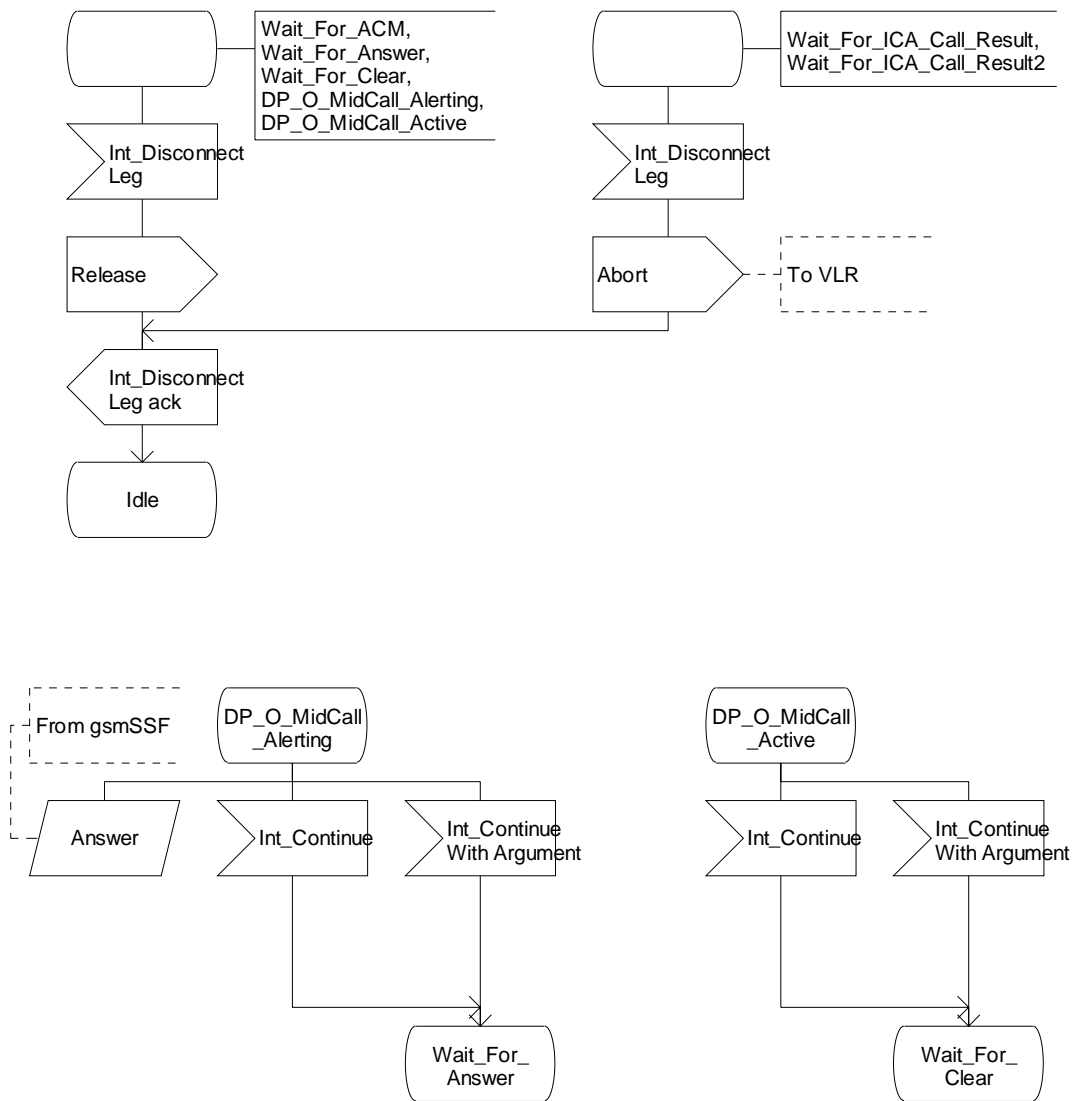 Wait_For_ACM,
Wait_For_Answer,
Wait_For_Clear,
DP_O_MidCall_Alerting,
DP_O_MidCall_Active
Wait_For_ICA_Call_Result,
Wait_For_ICA_Call_Result2
Int_Disconnect
Leg
Int_Disconnect
Leg
Release
Abort
To VLR
Int_Disconnect
Leg ack
Idle
From gsmSSF
DP_O_MidCall
_Alerting
DP_O_MidCall
_Active
Answer
Int_Continue
Int_Continue
With Argument
Int_Continue
Int_Continue
With Argument
Wait_For_
Answer
Wait_For_
Clear